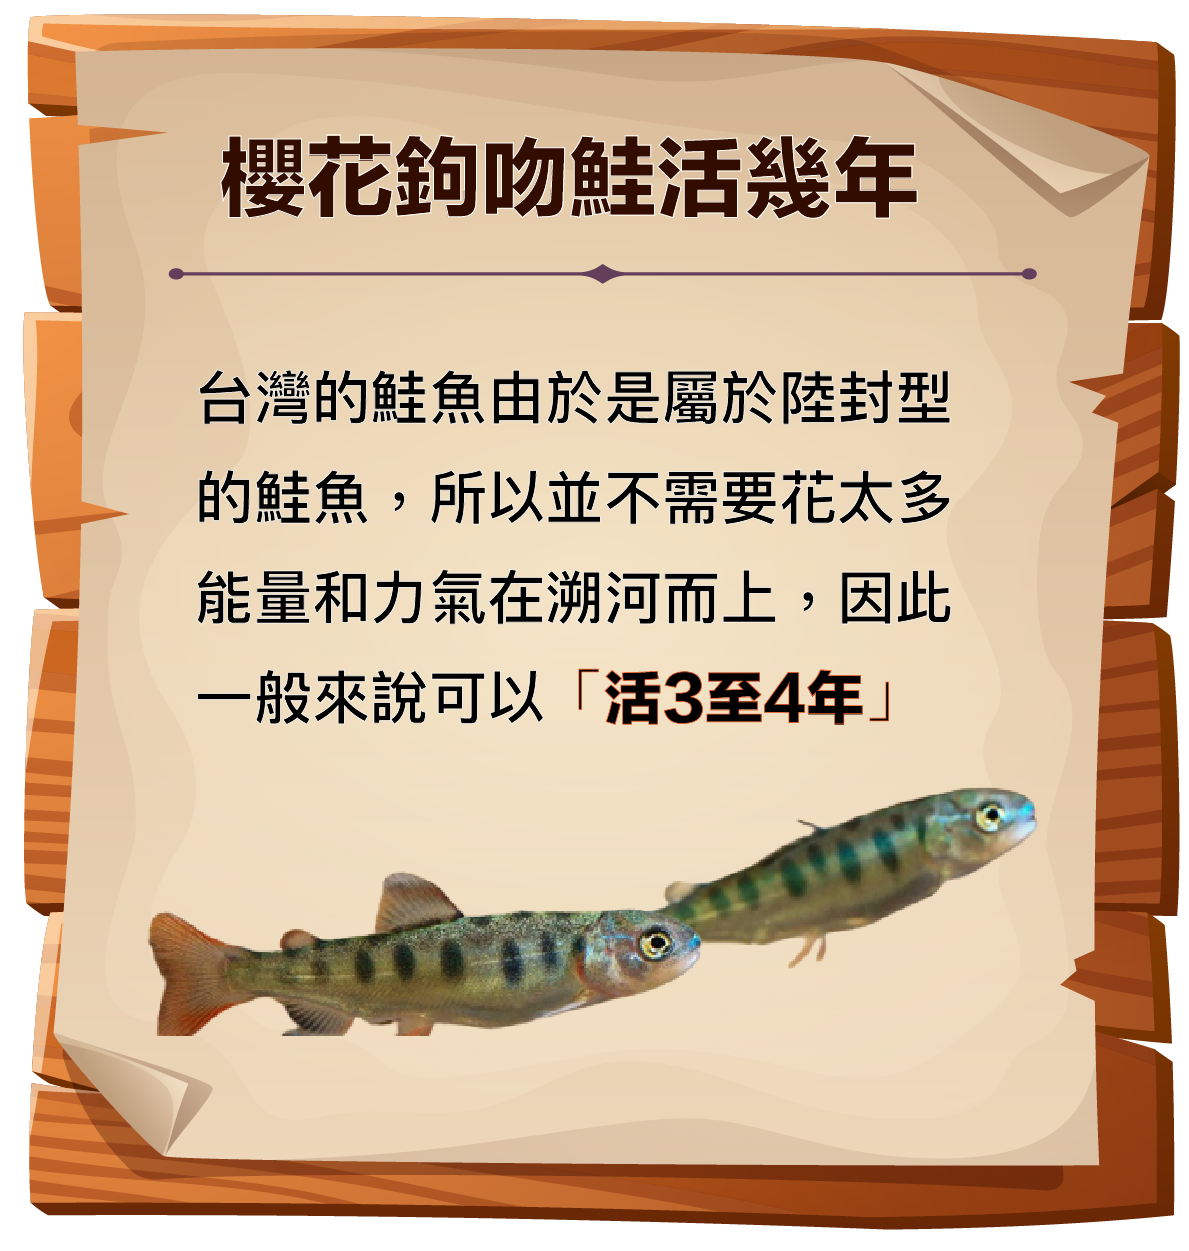 櫻花鉤吻鮭活幾年
台灣的鮭魚由於是屬於陸封型
的鮭魚，所以並不需要花太多
能量和力氣在溯河而上，因此
一般來說可以「活3至4年」